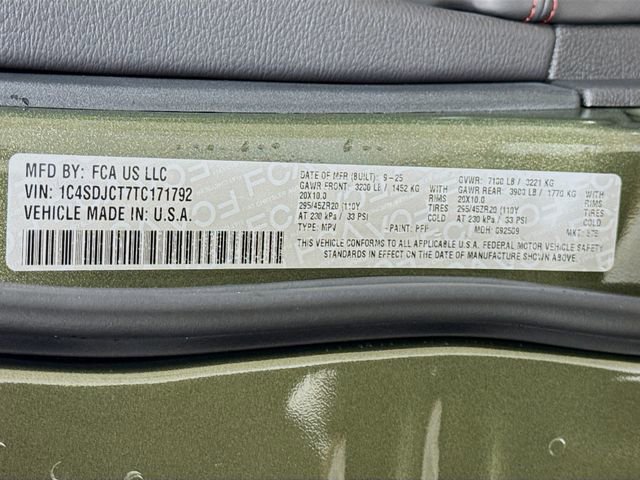 MFD BY: FCA US LLC
VIN: 1C4SDJCT7TC171792
VEHICLE MADE IN: U.S.A.
DATE OF MFR (BUILT): 9-25
GAWR FRONT: 3200 LB / 1452 KG
20X10.0 RIMS
295/45ZR20 (110Y) TIRES
AT 230 kPa / 33 PSI COLD
TYPE: MPV PAINT: PFP
GVWR: 7100 LB / 3221 KG
GAWR REAR: 3900 LB / 1770 KG
20X10.0 RIMS
295/45ZR20 (110Y) TIRES
AT 230 kPa / 33 PSI COLD
MDH: 092509 MKT:
THIS VEHICLE CONFORMS TO ALL APPLICABLE U.S.A. FEDERAL MOTOR VEHICLE SAFETY
STANDARDS IN EFFECT ON THE DATE OF MANUFACTURE SHOWN ABOVE.